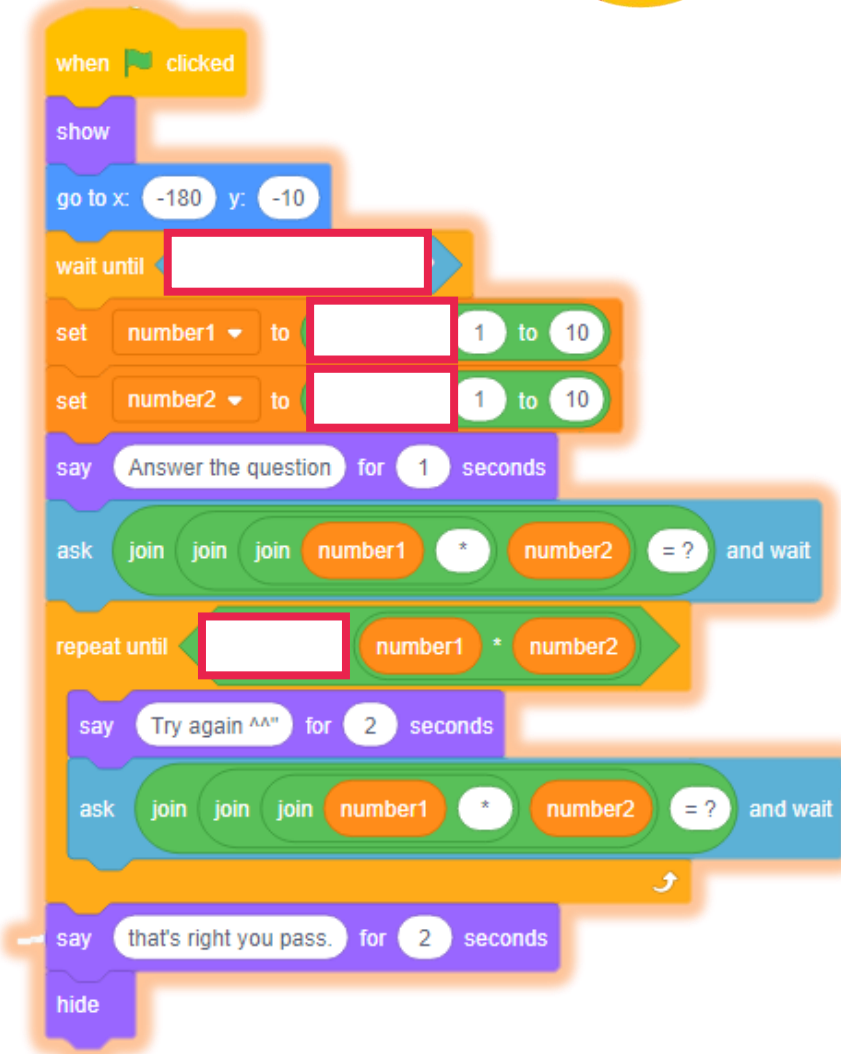 when clicked
show
go to x: -180 y: -10
wait until ?
set number1 to 1 to 10
set number2 to 1 to 10
say Answer the question for 1 seconds
ask join join join number1 * number2 = ? and wait
repeat until number1 * number2
say Try again ^^" for 2 seconds
ask join join join number1 * number2 = ? and wait
say that's right you pass. for 2 seconds
hide